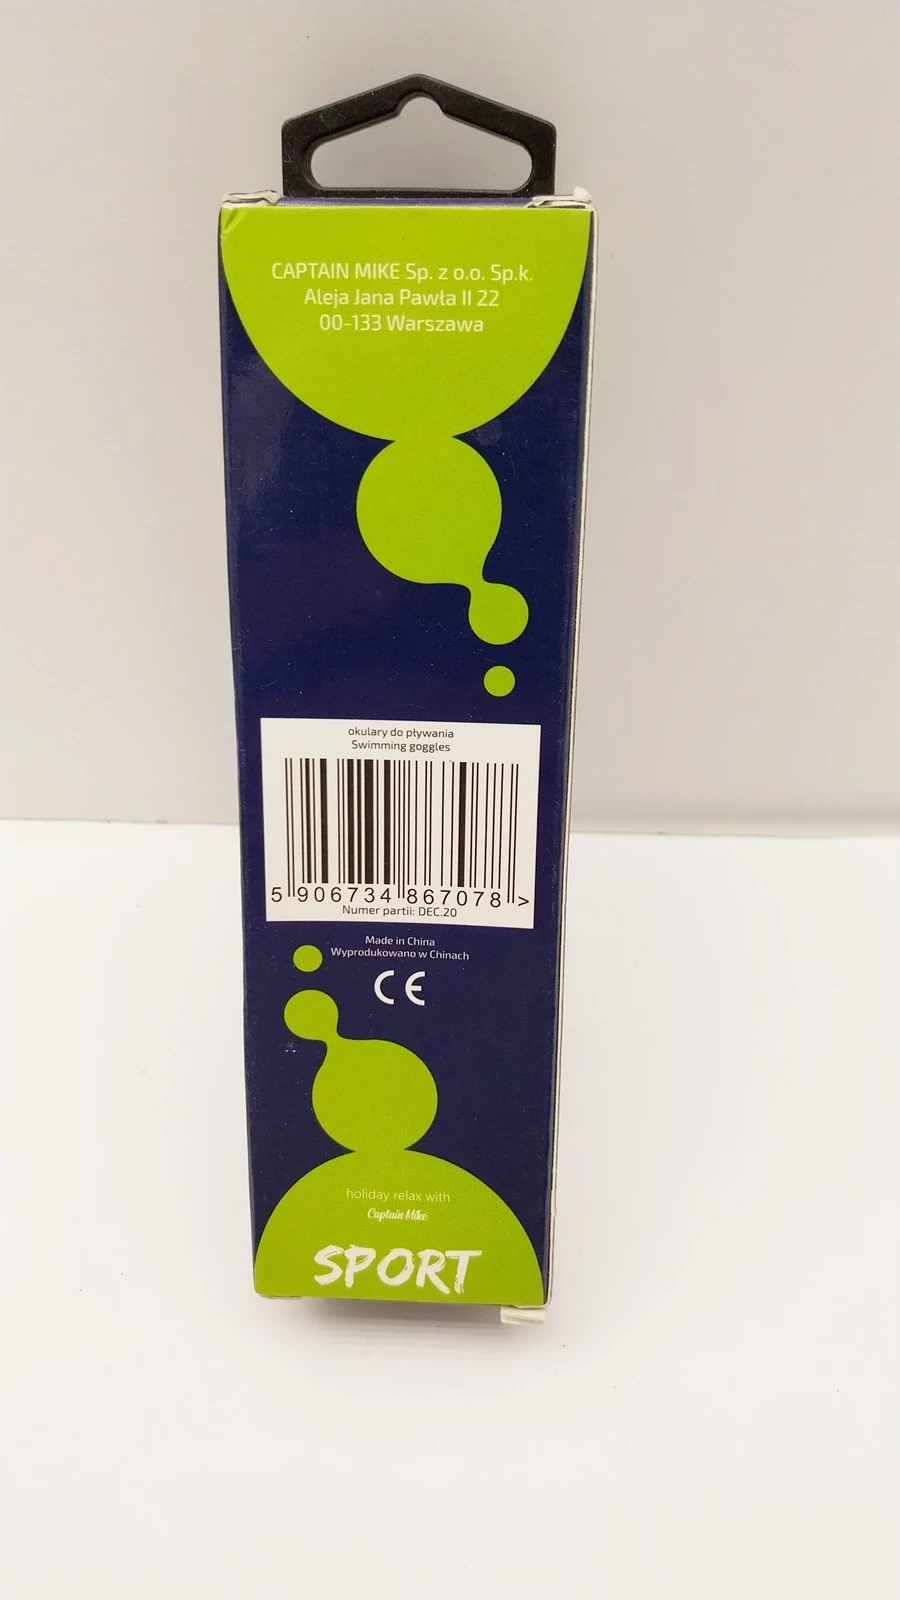 CAPTAIN MIKE Sp. z o.o. Sp.k.
Aleja Jana Pawła II 22
00-133 Warszawa
okulary do pływania
Swimming goggles
5 906734 867078 >
Numer partii: DEC.20
Made in China
Wyprodukowano w Chinach
CE
holiday relax with
Captain Mike
SPORT